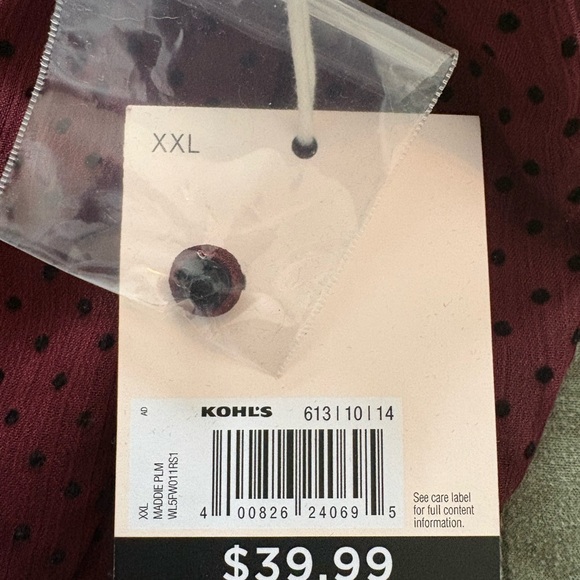 XXL
AD
KOHL'S 613 | 10 | 14
XXL
MADDIE PLM
WL5FW011RS1
4 00826 24069 5
See care label
for full content
information.
$39.99